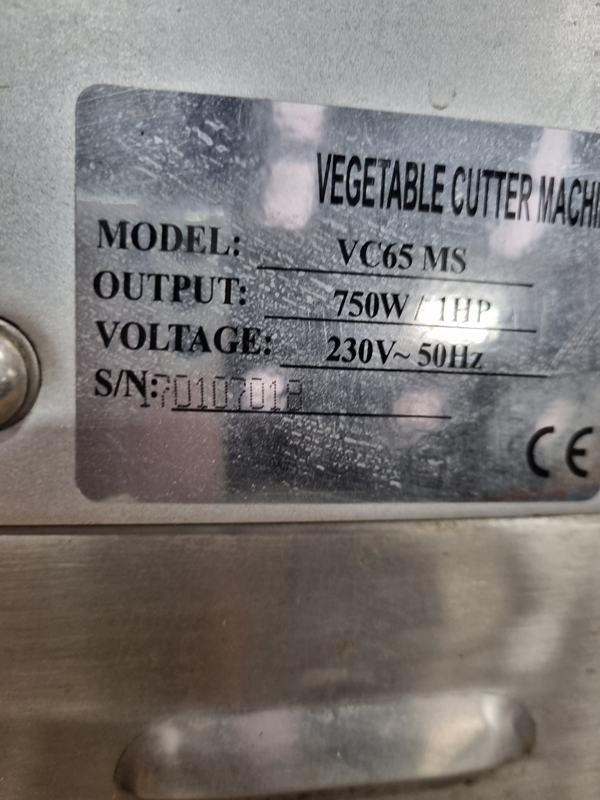 VEGETABLE CUTTER MACHI
MODEL: VC65 MS
OUTPUT: 750W / 1HP
VOLTAGE: 230V~ 50Hz
S/N:
CE